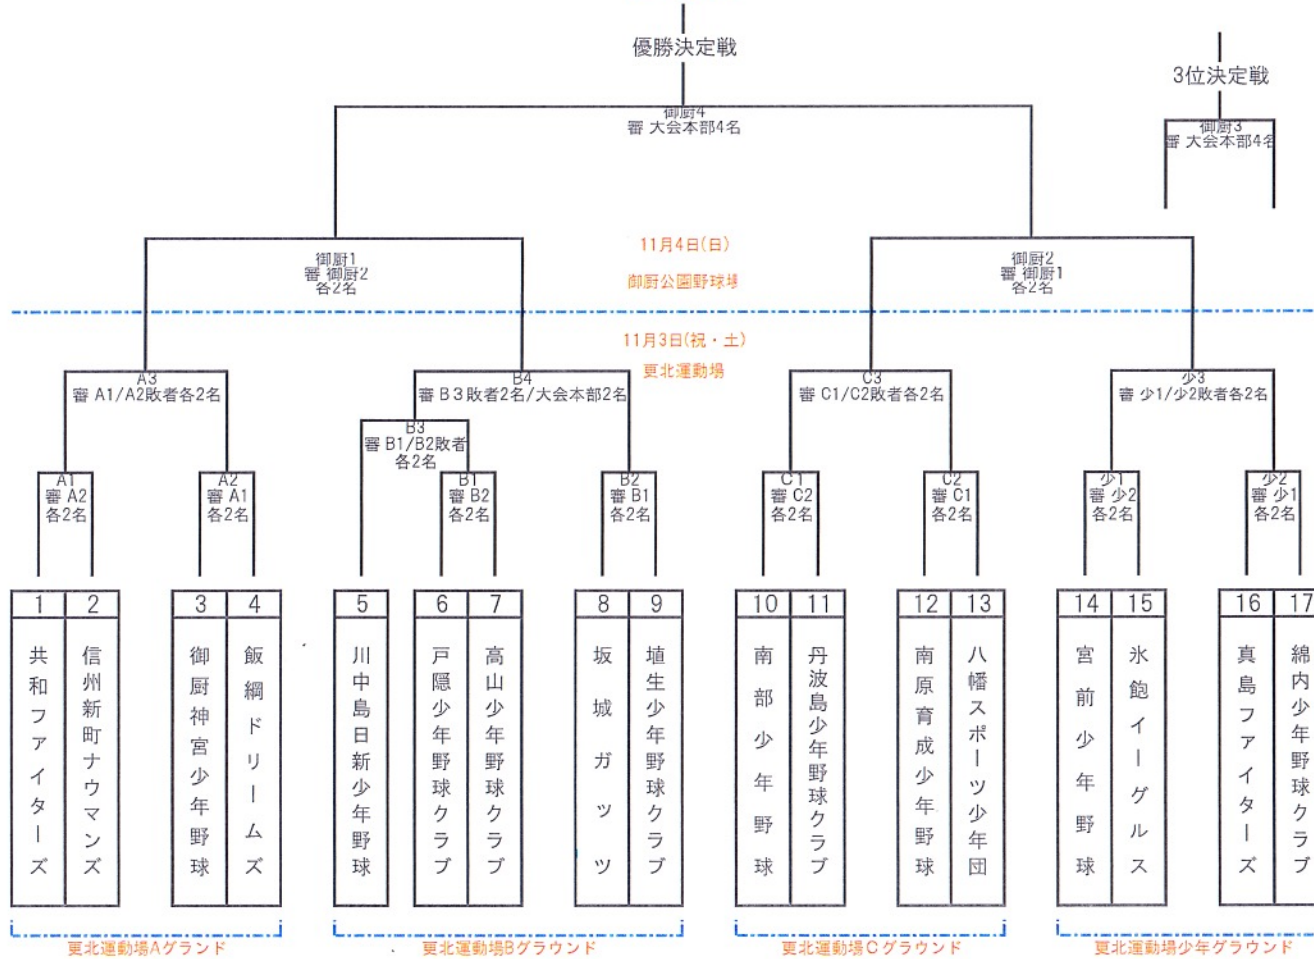 優勝決定戦
3位決定戦
御厨4
審 大会本部4名
御厨3
審 大会本部4名
11月4日(日)
御厨公園野球場
御厨1
審 御厨2
各2名
御厨2
審 御厨1
各2名
11月3日(祝・土)
更北運動場
A3
審 A1/A2敗者各2名
B4
審 B3敗者2名/大会本部2名
C3
審 C1/C2敗者各2名
少3
審 少1/少2敗者各2名
B3
審 B1/B2敗者
各2名
A1
審 A2
各2名
A2
審 A1
各2名
B1
審 B2
各2名
B2
審 B1
各2名
C1
審 C2
各2名
C2
審 C1
各2名
少1
審 少2
各2名
少2
審 少1
各2名
1
共和ファイターズ
2
信州新町ナウマンズ
3
御厨神宮少年野球
4
飯綱ドリームズ
5
川中島日新少年野球
6
戸隠少年野球クラブ
7
高山少年野球クラブ
8
坂城ガッツ
9
埴生少年野球クラブ
10
南部少年野球
11
丹波島少年野球クラブ
12
南原育成少年野球
13
八幡スポーツ少年団
14
宮前少年野球
15
氷鉋イーグルス
16
真島ファイターズ
17
綿内少年野球クラブ
更北運動場Aグランド
更北運動場Bグラウンド
更北運動場Cグラウンド
更北運動場少年グラウンド